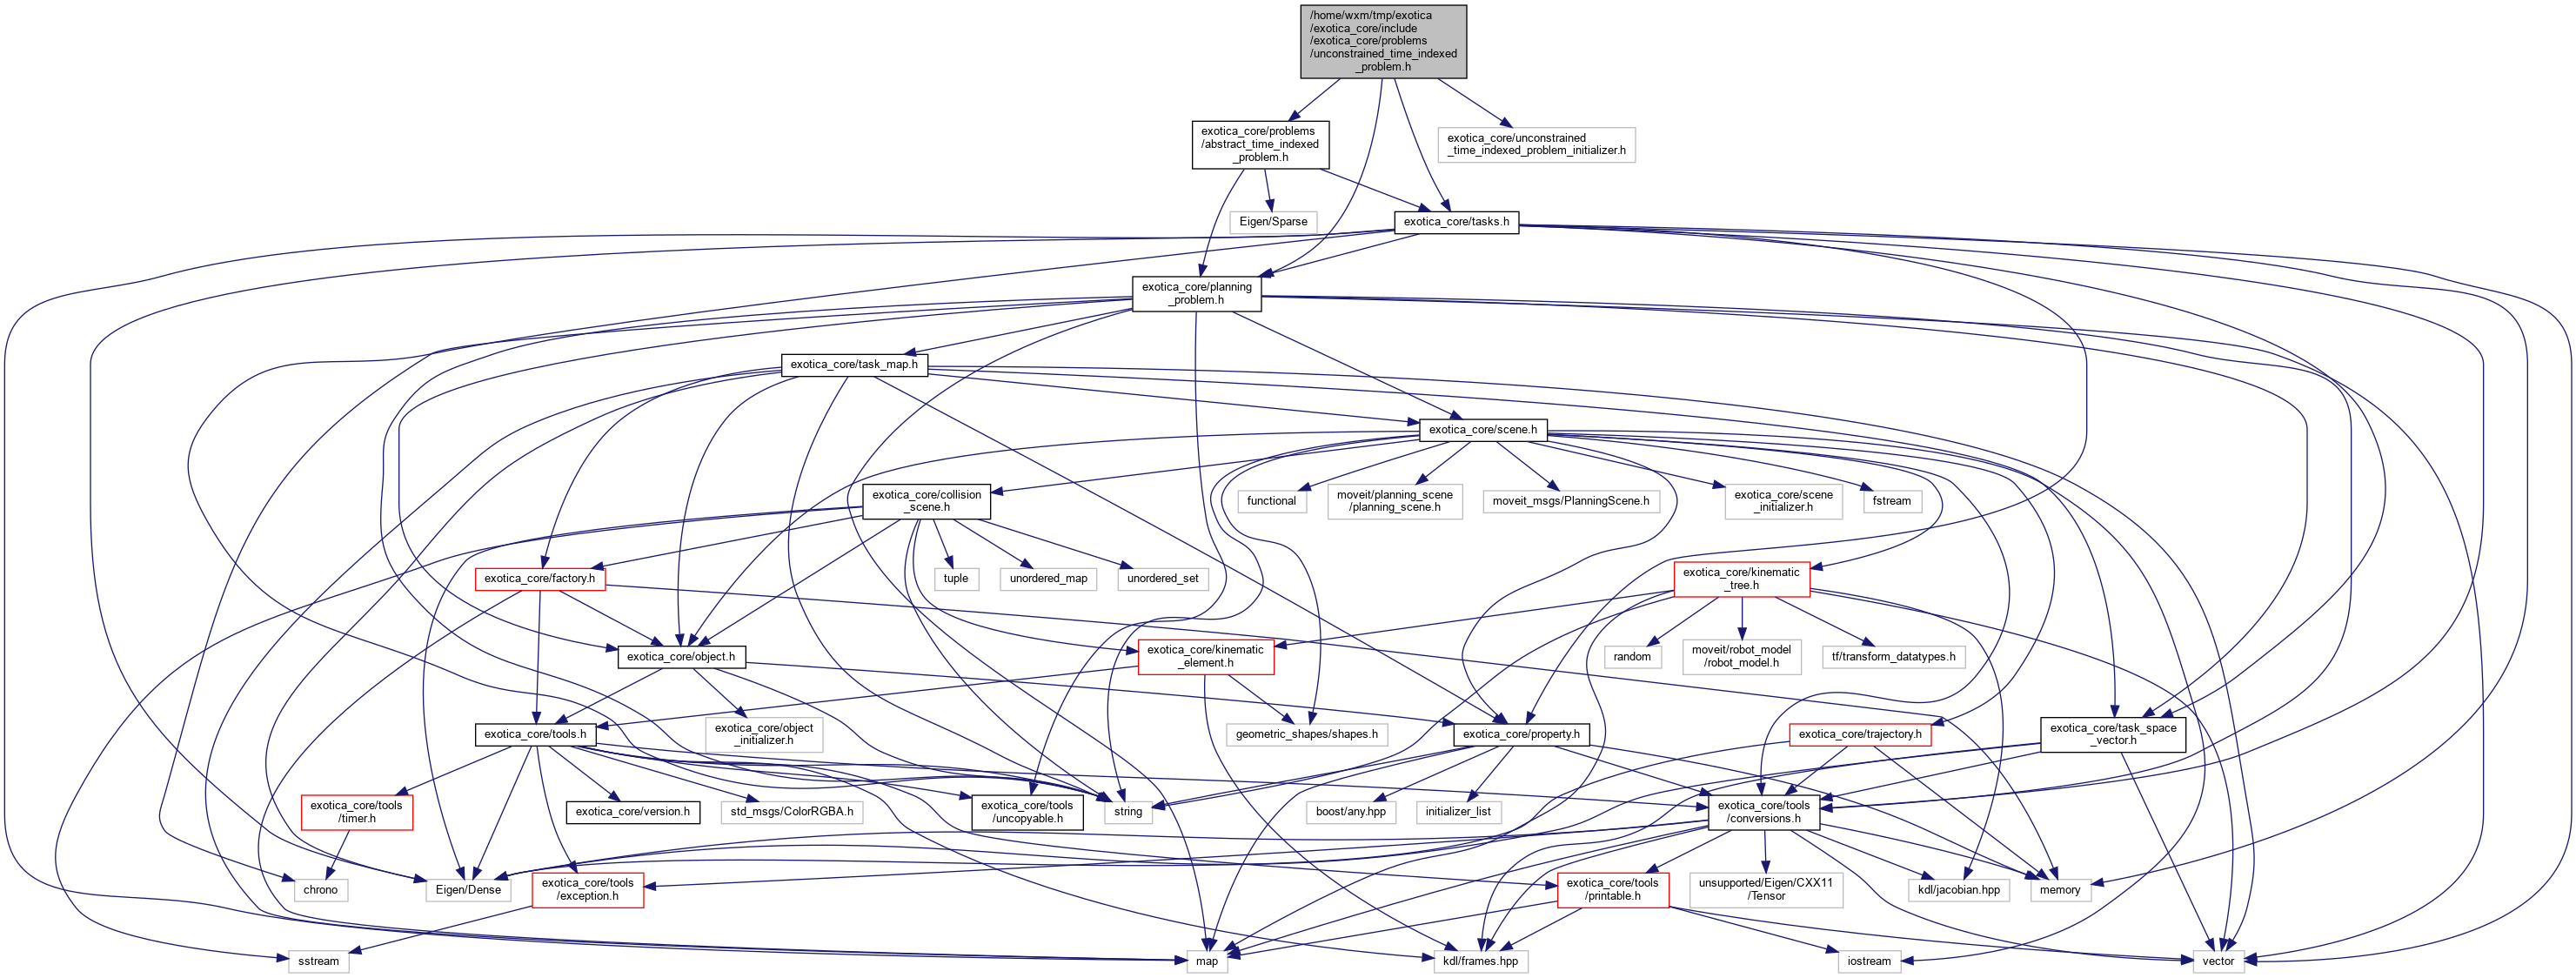 /home/wxm/tmp/exotica
/exotica_core/include
/exotica_core/problems
/unconstrained_time_indexed
_problem.h
exotica_core/problems
/abstract_time_indexed
_problem.h
exotica_core/unconstrained
_time_indexed_problem_initializer.h
Eigen/Sparse
exotica_core/tasks.h
exotica_core/planning
_problem.h
exotica_core/task_map.h
exotica_core/scene.h
exotica_core/collision
_scene.h
functional
moveit/planning_scene
/planning_scene.h
moveit_msgs/PlanningScene.h
exotica_core/scene
_initializer.h
fstream
exotica_core/factory.h
tuple
unordered_map
unordered_set
exotica_core/kinematic
_tree.h
exotica_core/object.h
exotica_core/kinematic
_element.h
random
moveit/robot_model
/robot_model.h
tf/transform_datatypes.h
exotica_core/tools.h
exotica_core/object
_initializer.h
geometric_shapes/shapes.h
exotica_core/property.h
exotica_core/trajectory.h
exotica_core/task_space
_vector.h
exotica_core/tools
/timer.h
exotica_core/version.h
std_msgs/ColorRGBA.h
exotica_core/tools
/uncopyable.h
string
boost/any.hpp
initializer_list
exotica_core/tools
/conversions.h
chrono
Eigen/Dense
exotica_core/tools
/exception.h
exotica_core/tools
/printable.h
unsupported/Eigen/CXX11
/Tensor
kdl/jacobian.hpp
memory
sstream
map
kdl/frames.hpp
iostream
vector